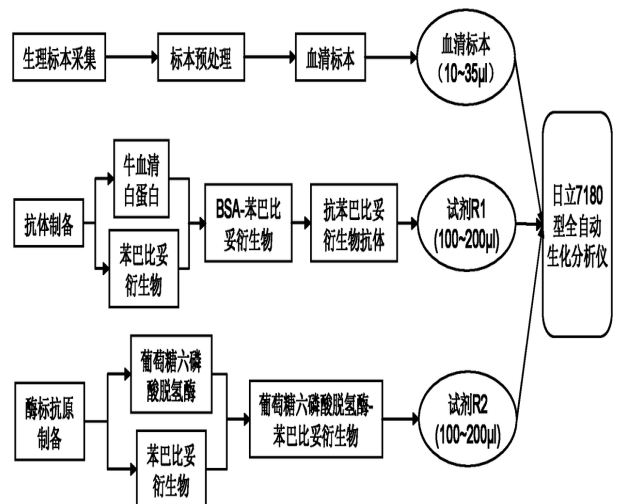 生理标本采集
标本预处理
血清标本
血清标本
（10~35μl）
抗体制备
牛血清
白蛋白
苯巴比妥
衍生物
BSA-苯巴比
妥衍生物
抗苯巴比妥
衍生物抗体
试剂R1
(100~200μl)
日立7180
型全自动
生化分析仪
酶标抗原
制备
葡萄糖六磷
酸脱氢酶
苯巴比妥
衍生物
葡萄糖六磷酸脱氢酶-
苯巴比妥衍生物
试剂R2
(100~200μl)